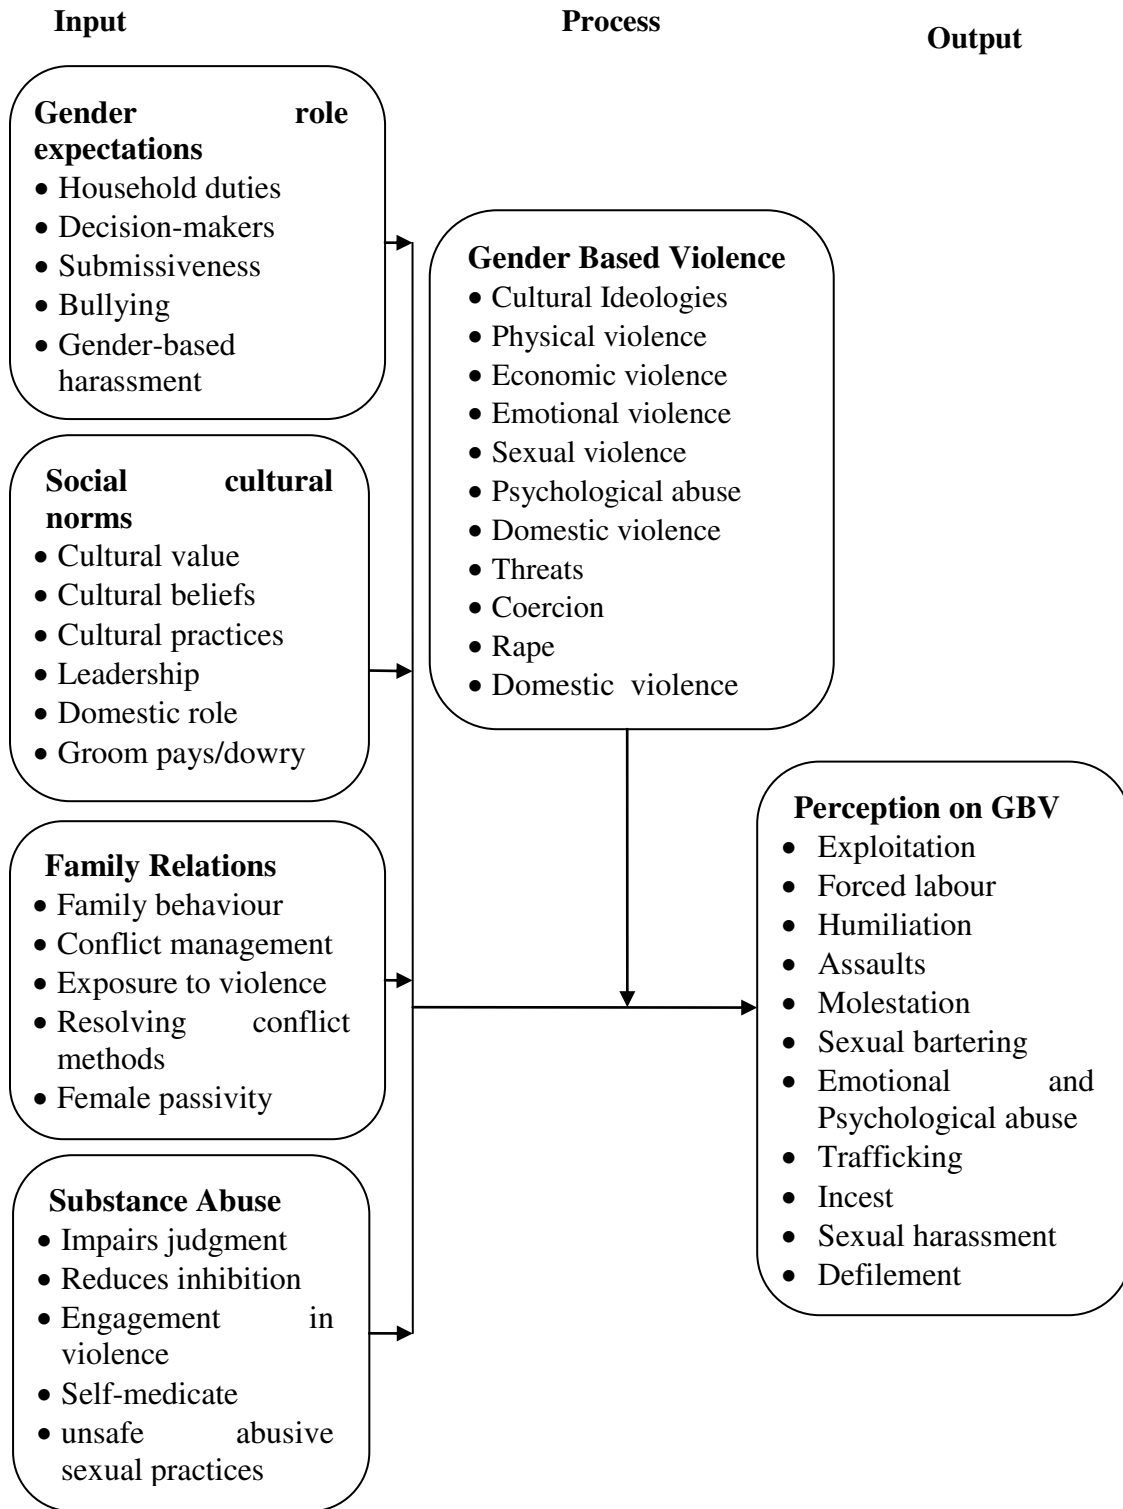 Input
Process
Output
Gender role
expectations
• Household duties
• Decision-makers
• Submissiveness
• Bullying
• Gender-based
harassment
Social cultural
norms
• Cultural value
• Cultural beliefs
• Cultural practices
• Leadership
• Domestic role
• Groom pays/dowry
Family Relations
• Family behaviour
• Conflict management
• Exposure to violence
• Resolving conflict
methods
• Female passivity
Substance Abuse
• Impairs judgment
• Reduces inhibition
• Engagement in
violence
• Self-medicate
• unsafe abusive
sexual practices
Gender Based Violence
• Cultural Ideologies
• Physical violence
• Economic violence
• Emotional violence
• Sexual violence
• Psychological abuse
• Domestic violence
• Threats
• Coercion
• Rape
• Domestic violence
Perception on GBV
• Exploitation
• Forced labour
• Humiliation
• Assaults
• Molestation
• Sexual bartering
• Emotional and
Psychological abuse
• Trafficking
• Incest
• Sexual harassment
• Defilement